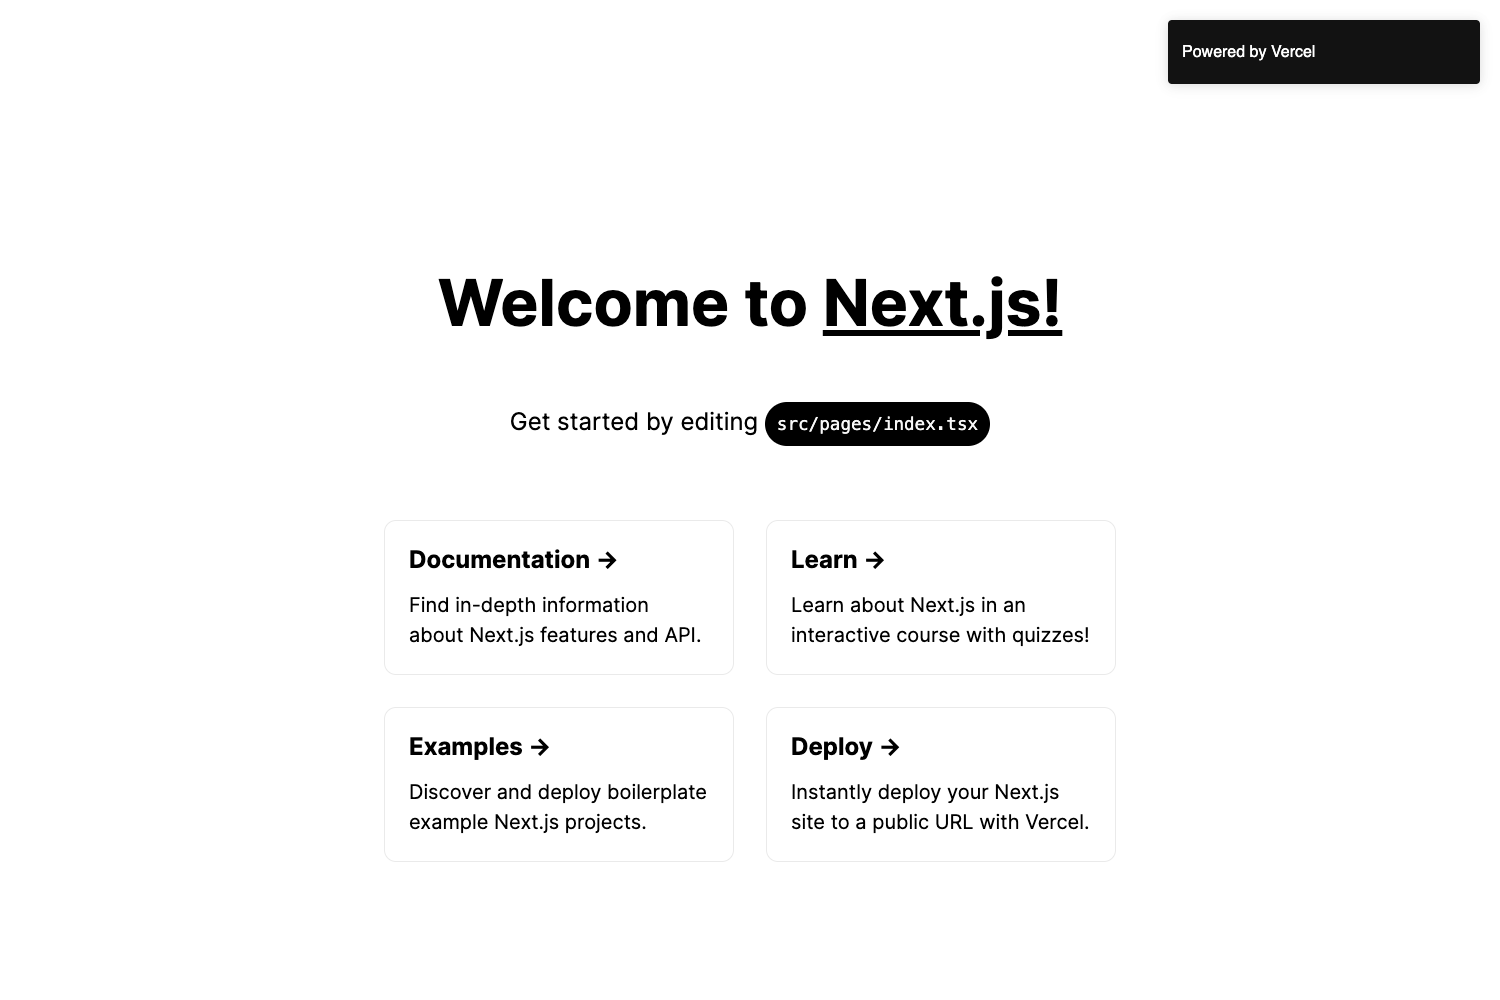 Powered by Vercel
Welcome to Next.js!
Get started by editing src/pages/index.tsx
Documentation →
Find in-depth information
about Next.js features and API.
Learn →
Learn about Next.js in an
interactive course with quizzes!
Examples →
Discover and deploy boilerplate
example Next.js projects.
Deploy →
Instantly deploy your Next.js
site to a public URL with Vercel.